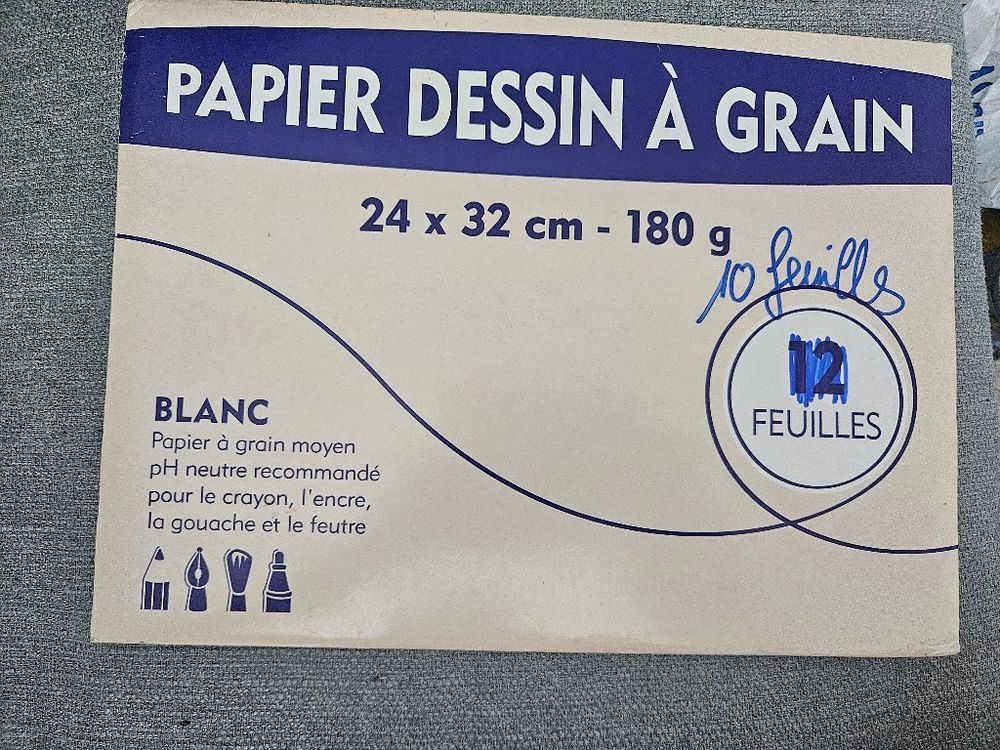 PAPIER DESSIN À GRAIN
24 x 32 cm - 180 g
10 feuilles
12
FEUILLES
BLANC
Papier à grain moyen
pH neutre recommandé
pour le crayon, l'encre,
la gouache et le feutre